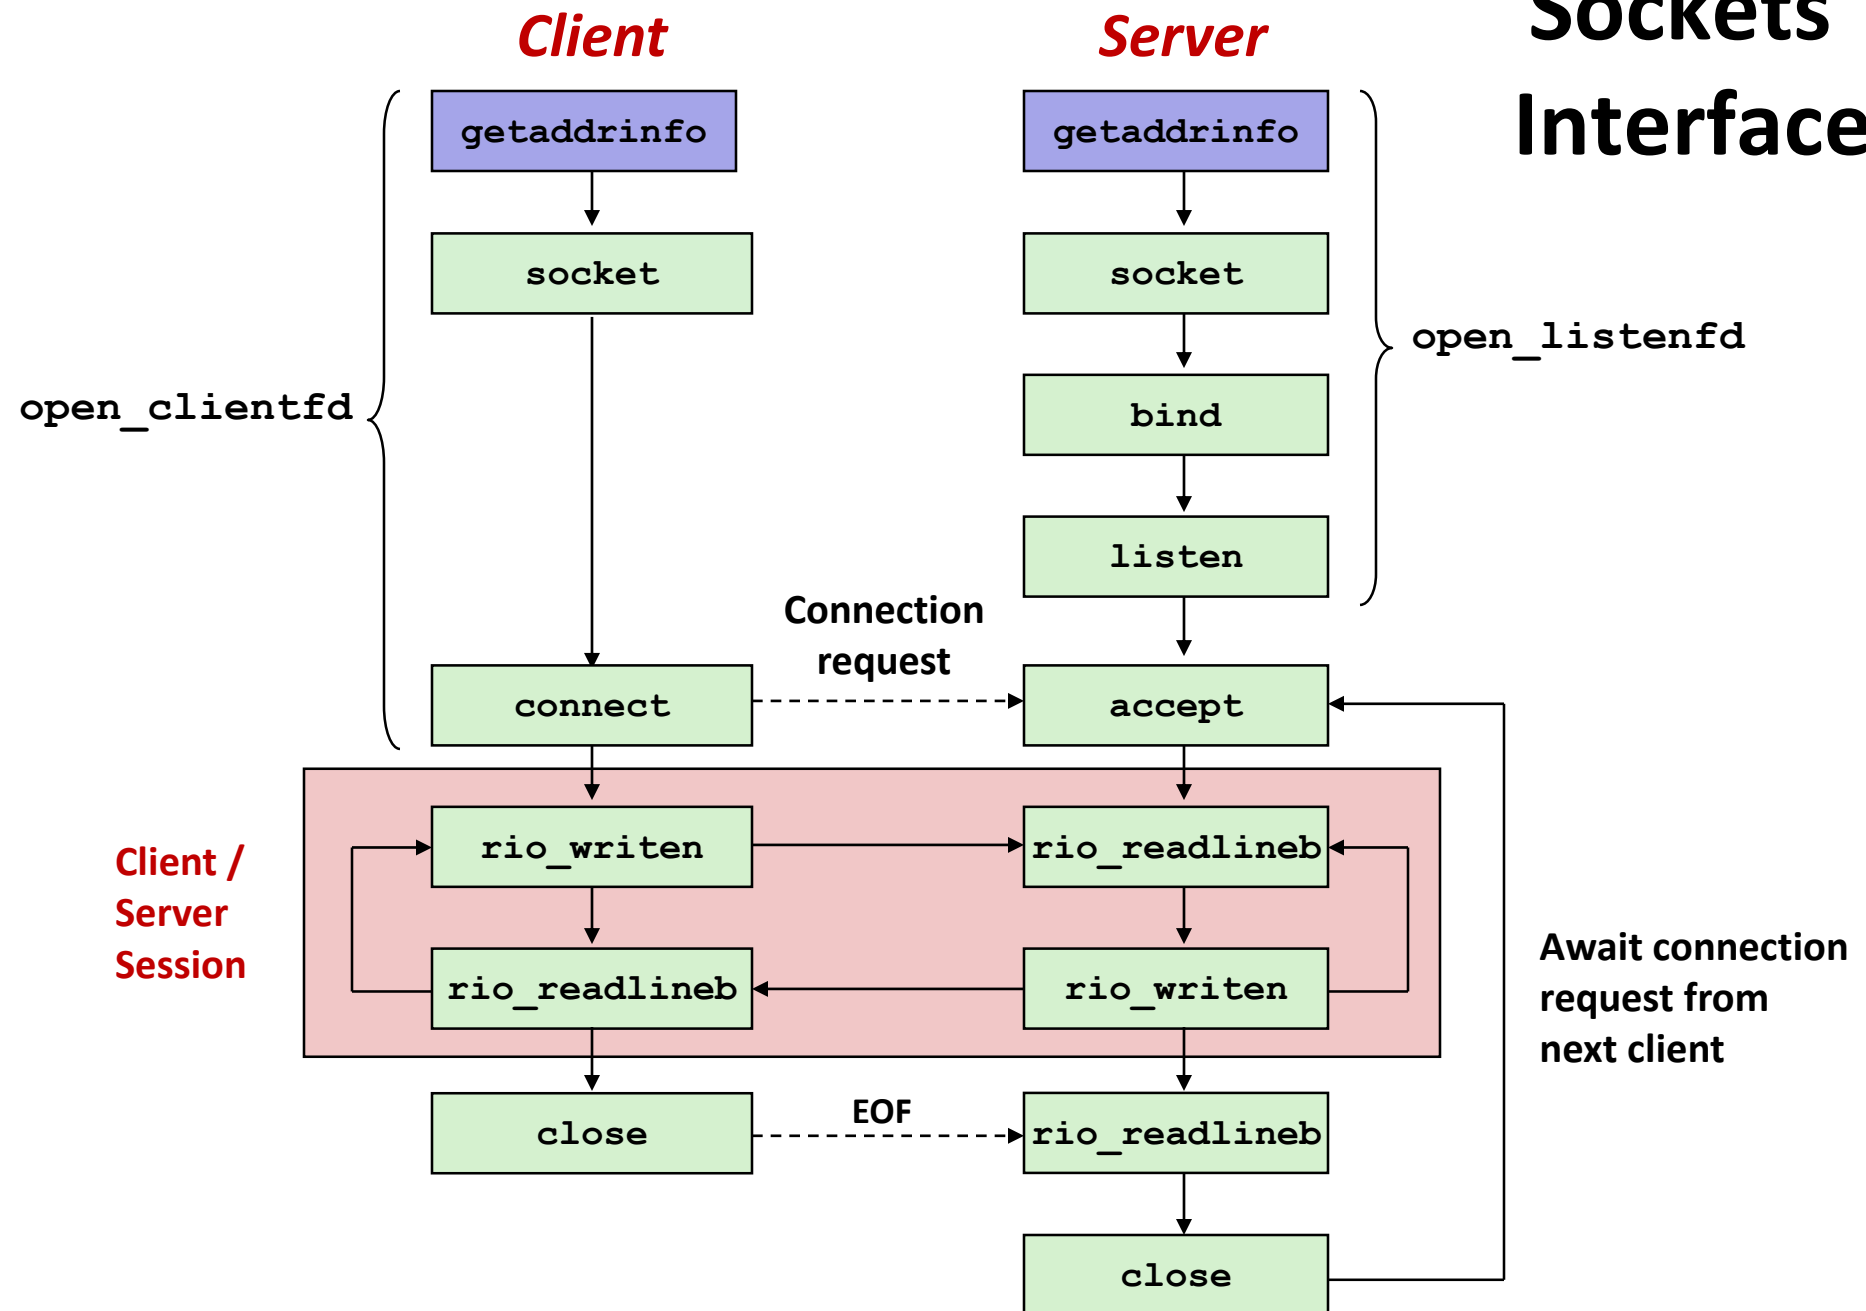 Sockets
Interface
Client
Server
getaddrinfo
getaddrinfo
socket
socket
open_listenfd
open_clientfd
bind
listen
Connection
request
connect
accept
Client /
Server
Session
rio_writen
rio_readlineb
rio_readlineb
rio_writen
Await connection
request from
next client
close
EOF
rio_readlineb
close